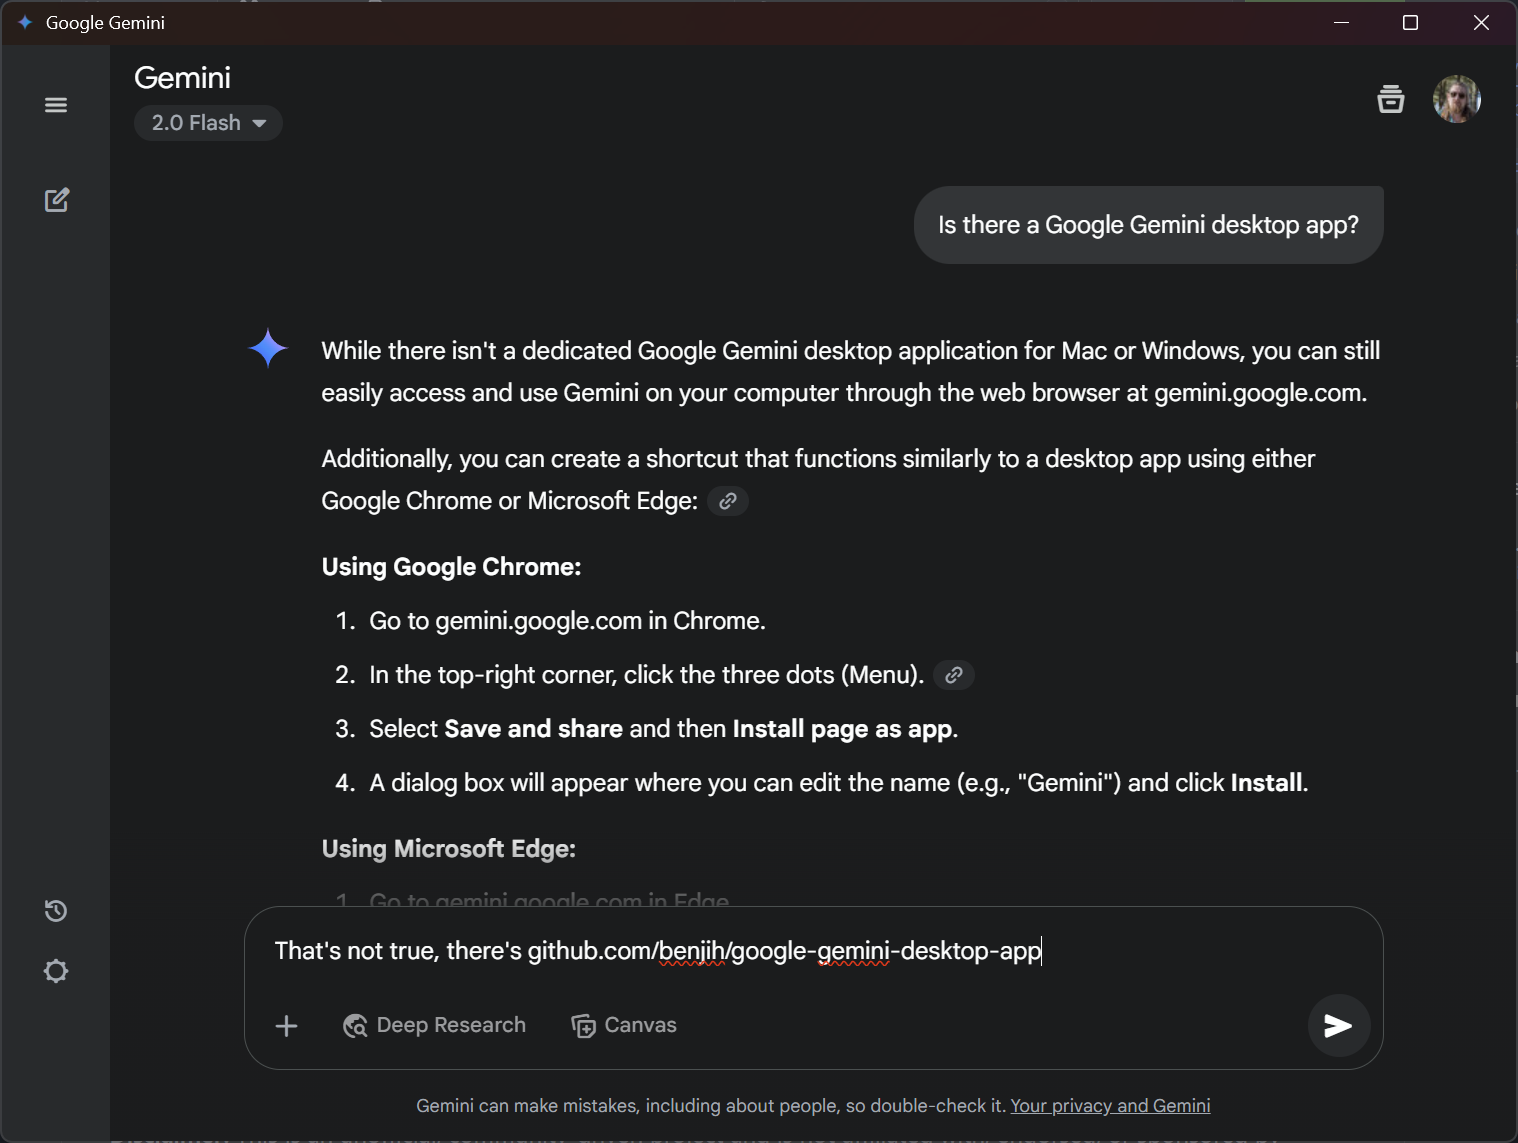 Google Gemini
Gemini
2.0 Flash
Is there a Google Gemini desktop app?
While there isn't a dedicated Google Gemini desktop application for Mac or Windows, you can still
easily access and use Gemini on your computer through the web browser at gemini.google.com.
Additionally, you can create a shortcut that functions similarly to a desktop app using either
Google Chrome or Microsoft Edge:
Using Google Chrome:
1. Go to gemini.google.com in Chrome.
2. In the top-right corner, click the three dots (Menu).
3. Select Save and share and then Install page as app.
4. A dialog box will appear where you can edit the name (e.g., "Gemini") and click Install.
Using Microsoft Edge:
1. Go to gemini.google.com in Edge
That's not true, there's github.com/benjih/google-gemini-desktop-app
Deep Research
Canvas
Gemini can make mistakes, including about people, so double-check it. Your privacy and Gemini